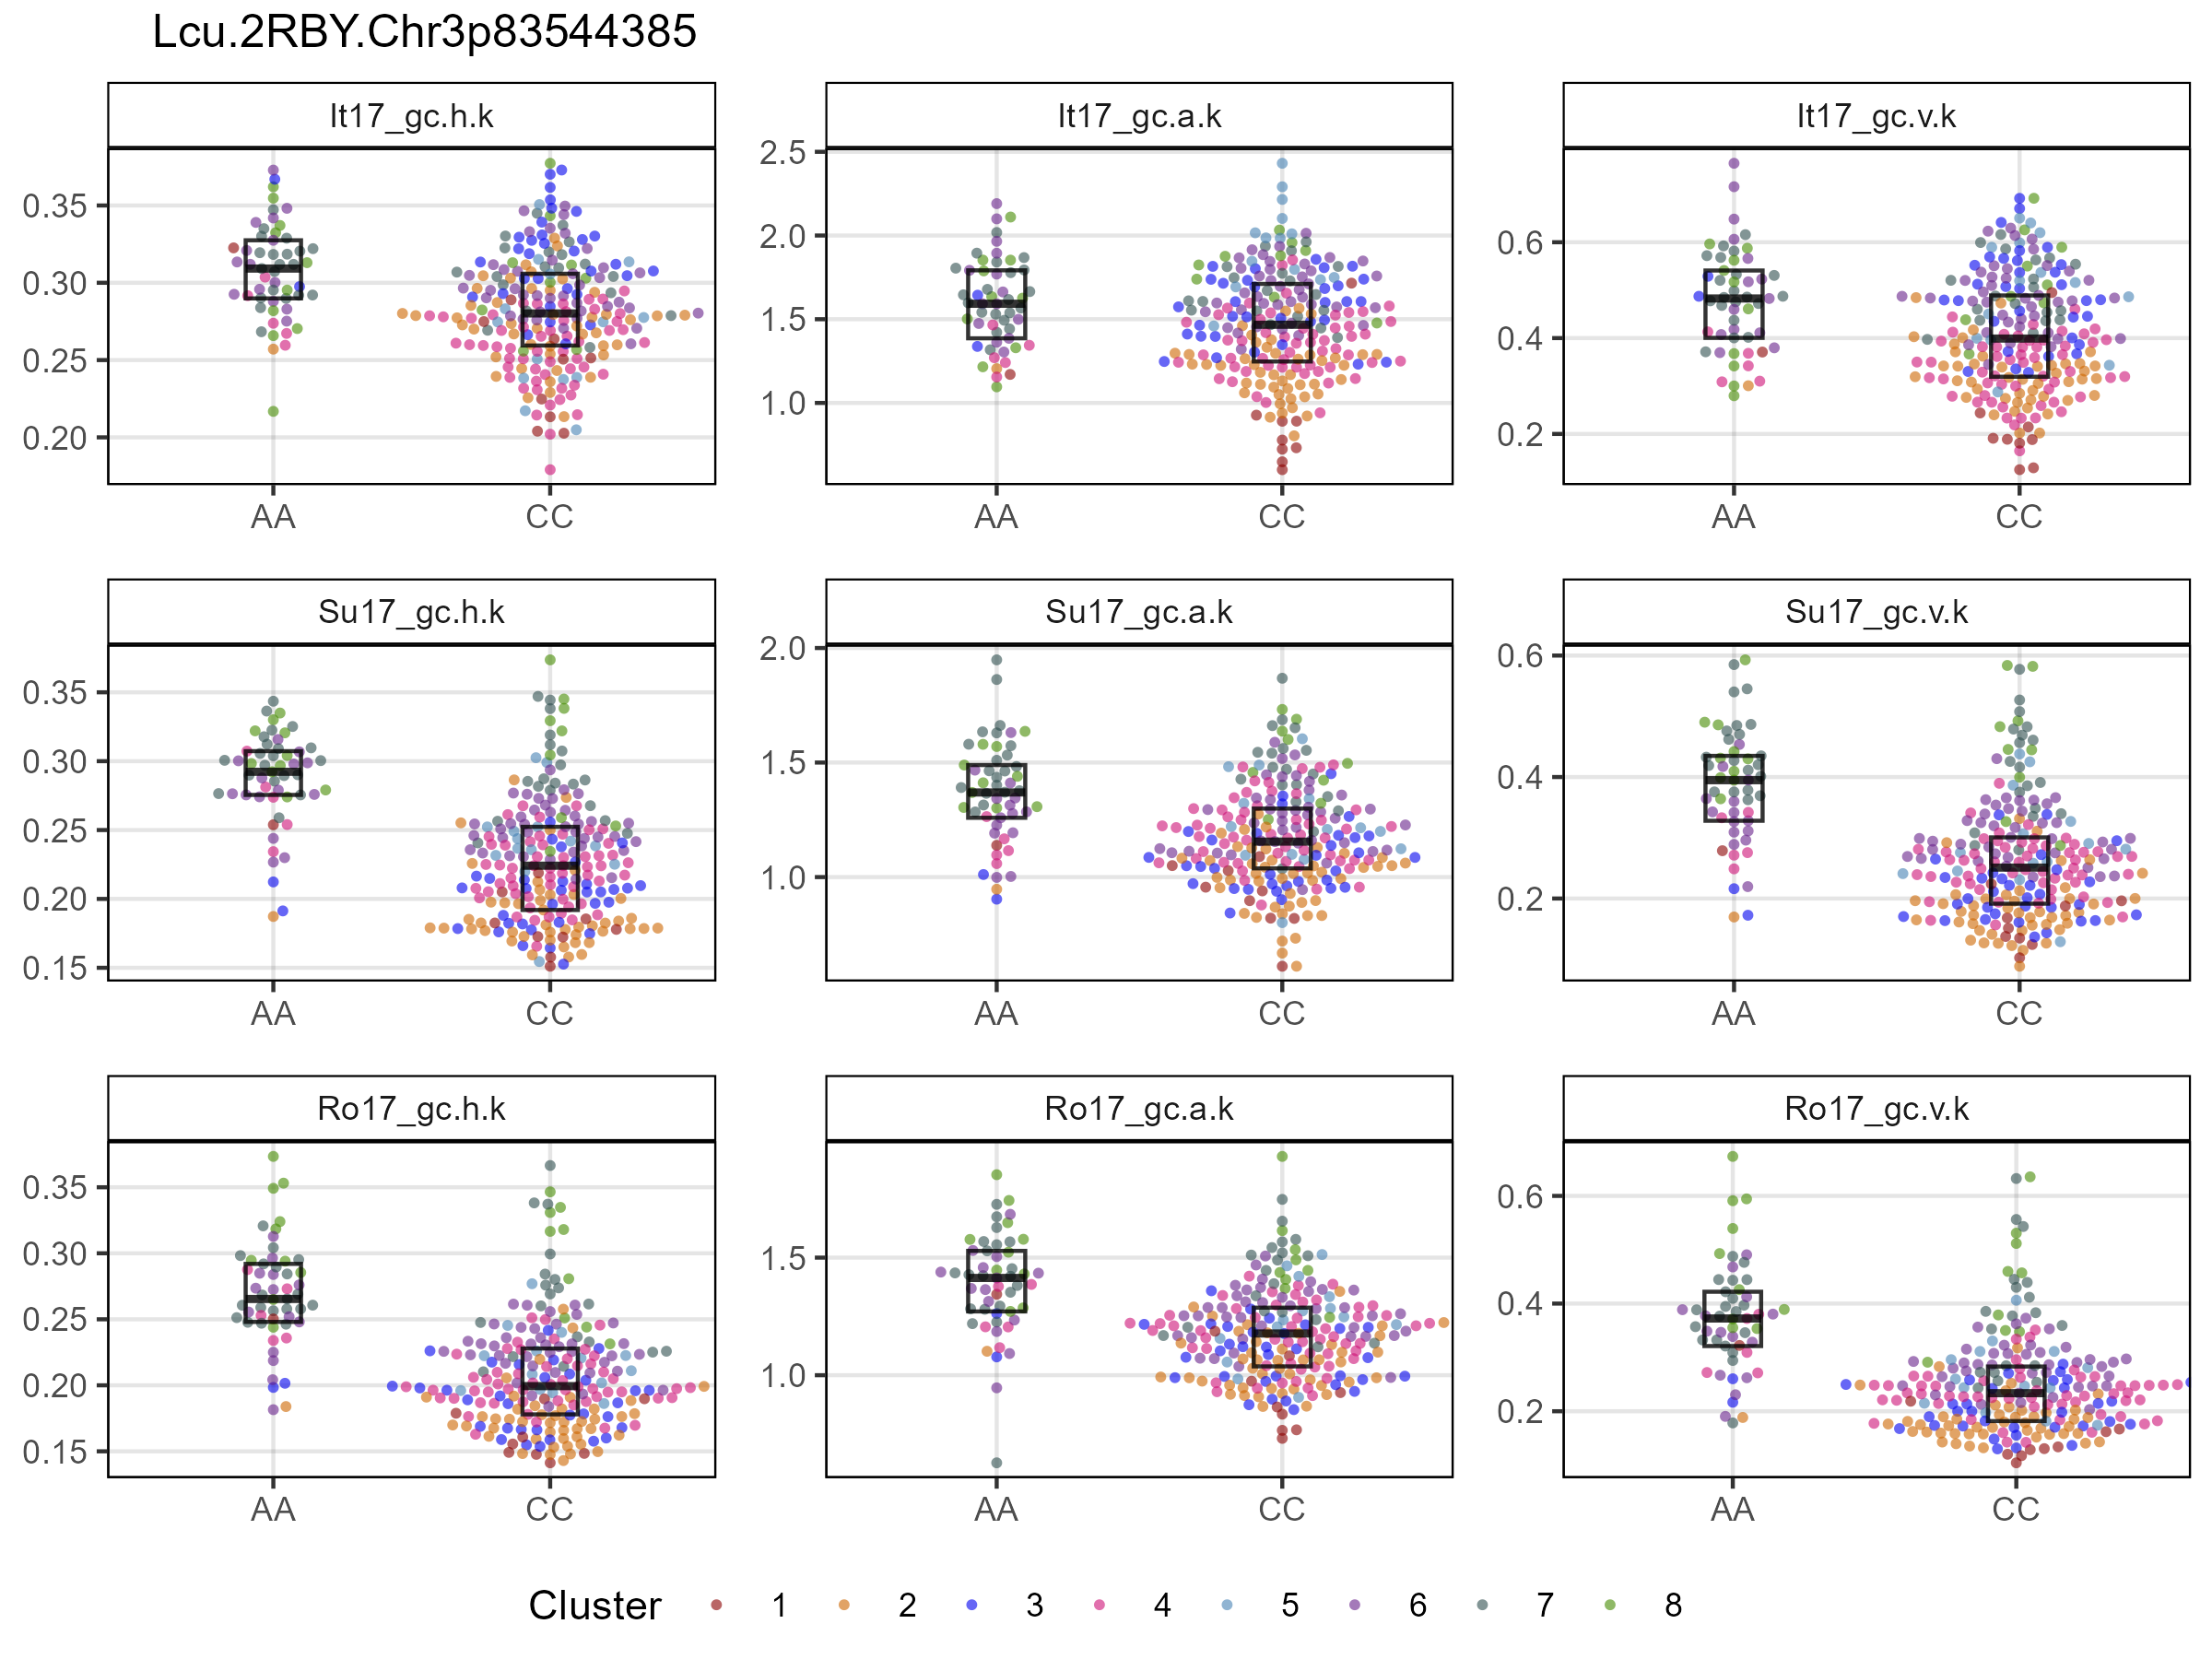 Lcu.2RBY.Chr3p83544385
It17_gc.h.k
It17_gc.a.k
It17_gc.v.k
0.35
0.30
0.25
0.20
AA CC
2.5
2.0
1.5
1.0
AA CC
0.6
0.4
0.2
AA CC
Su17_gc.h.k
Su17_gc.a.k
Su17_gc.v.k
0.35
0.30
0.25
0.20
0.15
AA CC
2.0
1.5
1.0
AA CC
0.6
0.4
0.2
AA CC
Ro17_gc.h.k
Ro17_gc.a.k
Ro17_gc.v.k
0.35
0.30
0.25
0.20
0.15
AA CC
1.5
1.0
AA CC
0.6
0.4
0.2
AA CC
Cluster 1 2 3 4 5 6 7 8